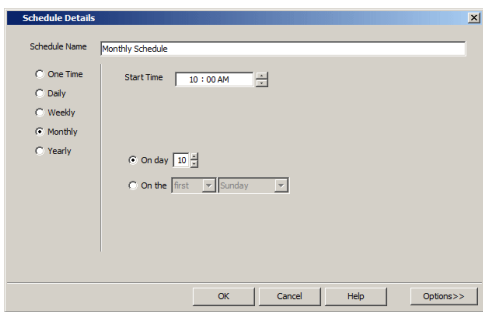 Schedule Details
Schedule Name Monthly Schedule
One Time Start Time 10 : 00 AM
Daily
Weekly
Monthly
Yearly On day 10
On the first Sunday
OK Cancel Help Options>>